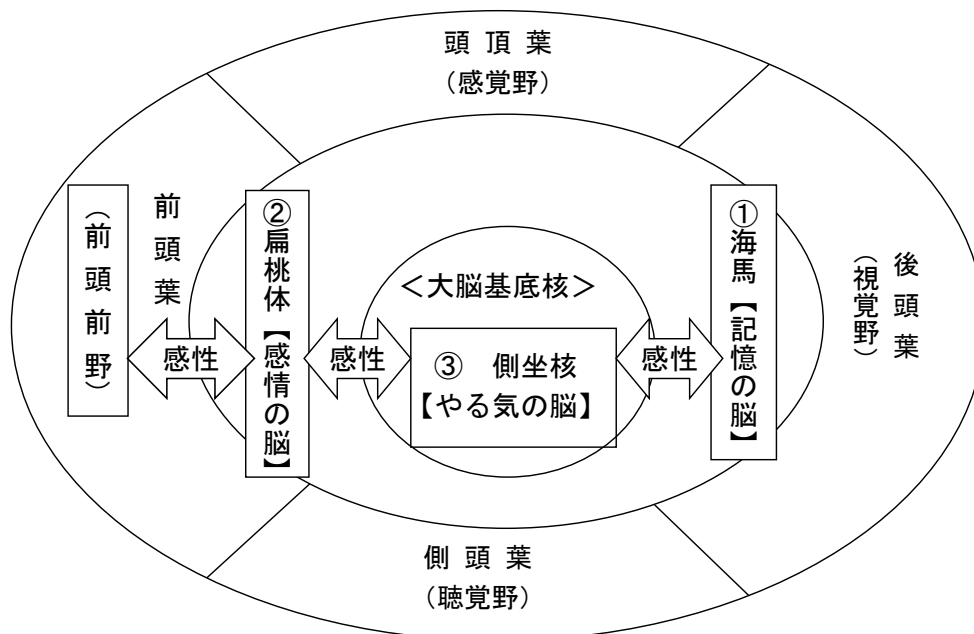 頭 頂 葉
（感覚野）
（前頭前野）
前頭葉
②扁桃体【感情の脳】
①海馬【記憶の脳】
後頭葉
（視覚野）
＜大脳基底核＞
感性
感性
③　側坐核
【やる気の脳】
感性
側 頭 葉
（聴覚野）